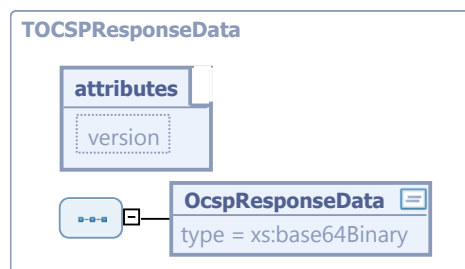 TOCSPResponseData
attributes
version
OcspResponseData
type = xs:base64Binary